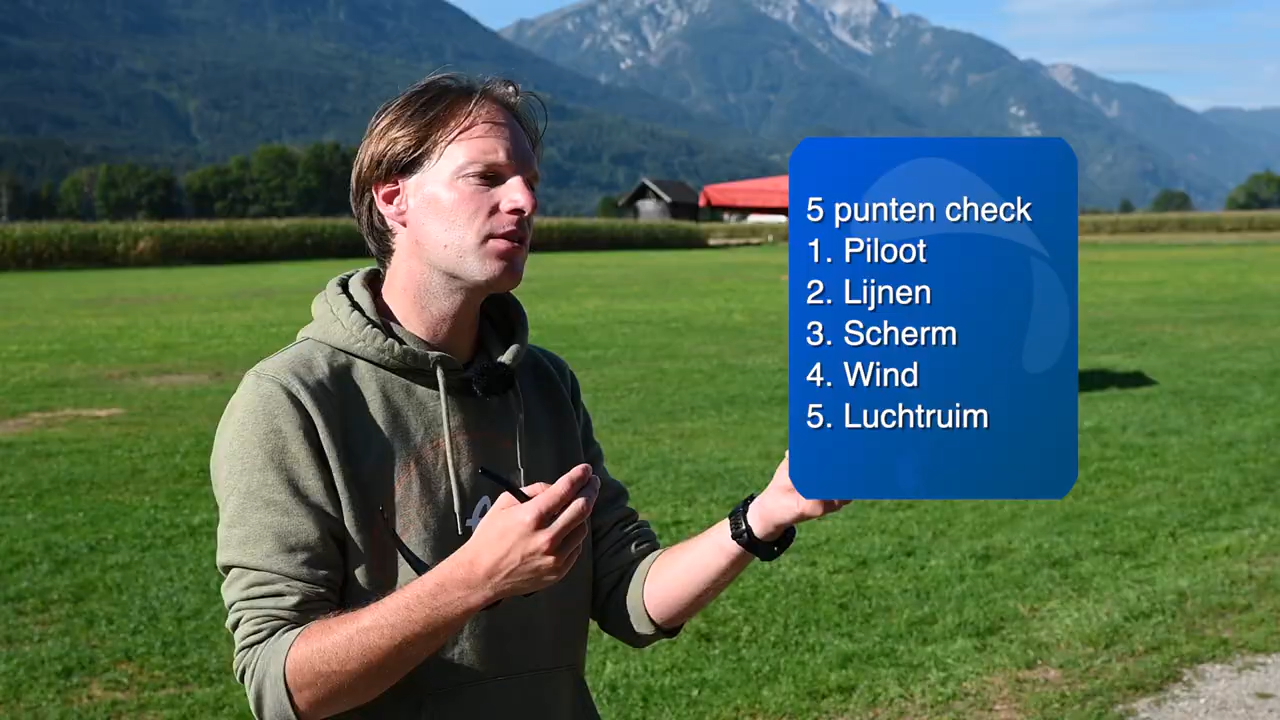 5 punten check
1. Piloot
2. Lijnen
3. Scherm
4. Wind
5. Luchtruim